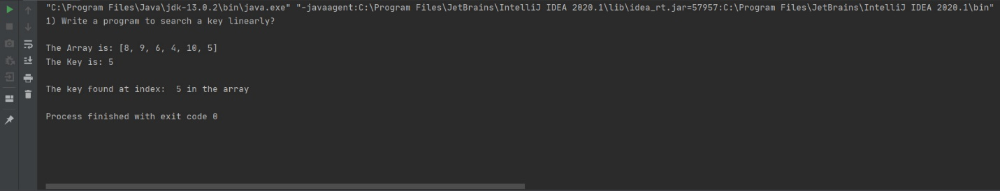 "C:\Program Files\Java\jdk-13.0.2\bin\java.exe" "-javaagent:C:\Program Files\JetBrains\IntelliJ IDEA 2020.1\lib\idea_rt.jar=57957:C:\Program Files\JetBrains\IntelliJ IDEA 2020.1\bin"
1) Write a program to search a key linearly?
The Array is: [8, 9, 6, 4, 10, 5]
The Key is: 5
The key found at index:  5 in the array
Process finished with exit code 0